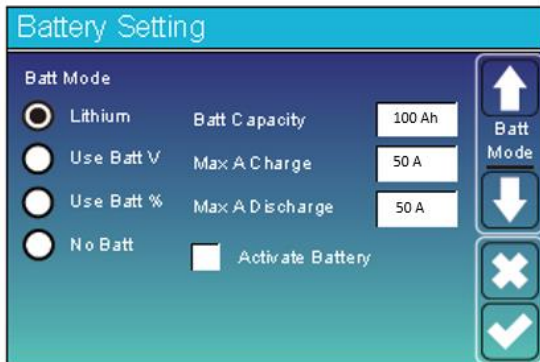 Battery Setting
Batt Mode
Lithium
Batt Capacity
100 Ah
Batt
Mode
Use Batt V
Max A Charge
50 A
Use Batt %
Max A Discharge
50 A
No Batt
Activate Battery